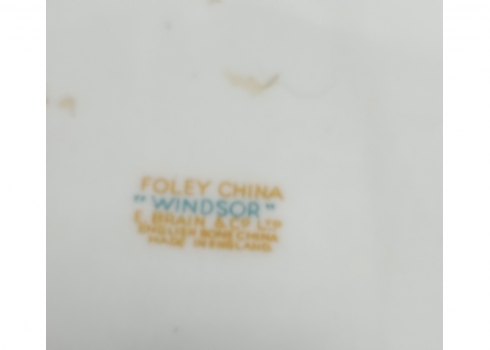 FOLEY CHINA
"WINDSOR"
E. BRAIN & CO LTD
ENGLISH BONE CHINA
MADE IN ENGLAND